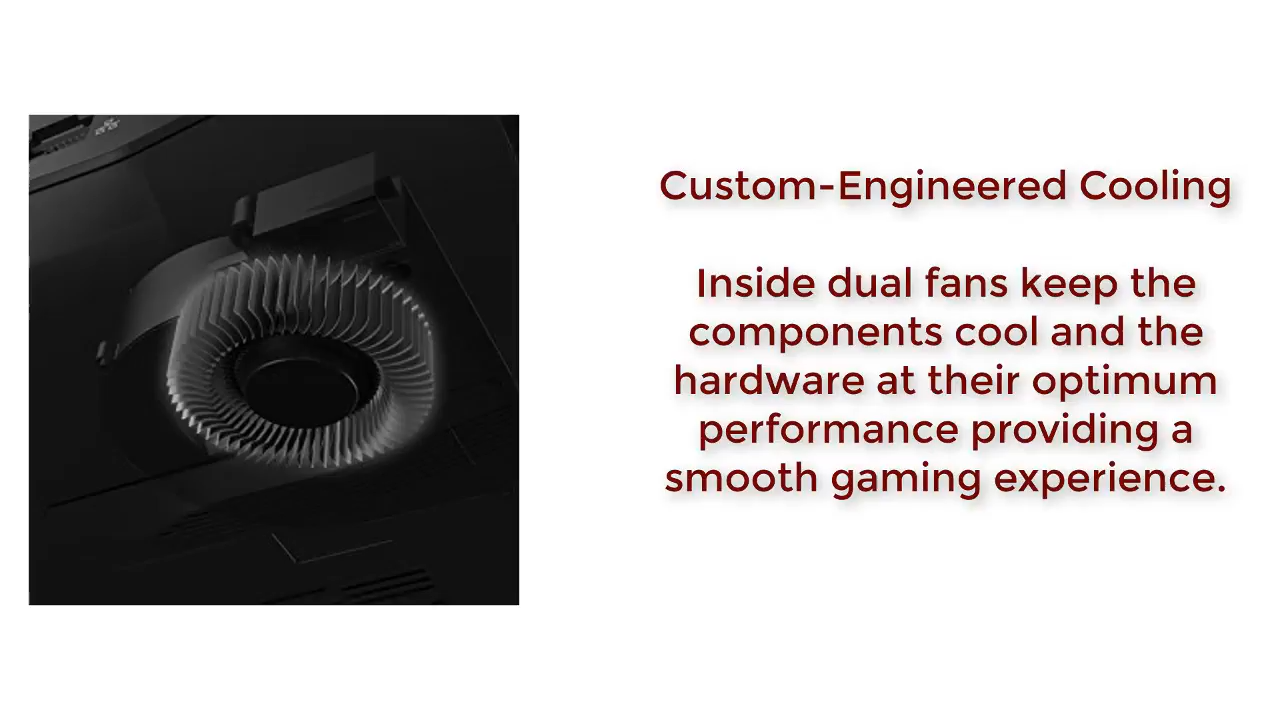 Custom-Engineered Cooling
Inside dual fans keep the
components cool and the
hardware at their optimum
performance providing a
smooth gaming experience.